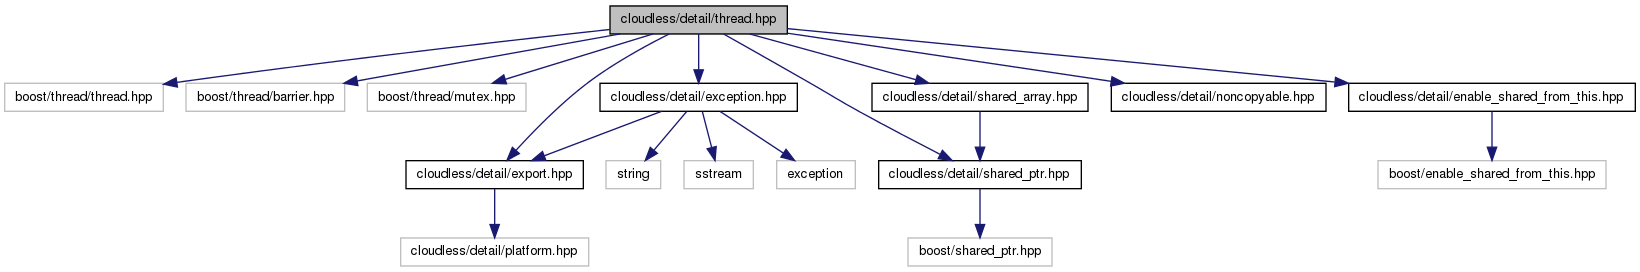 cloudless/detail/thread.hpp
boost/thread/thread.hpp
boost/thread/barrier.hpp
boost/thread/mutex.hpp
cloudless/detail/exception.hpp
cloudless/detail/shared_array.hpp
cloudless/detail/noncopyable.hpp
cloudless/detail/enable_shared_from_this.hpp
cloudless/detail/export.hpp
string
sstream
exception
cloudless/detail/shared_ptr.hpp
boost/enable_shared_from_this.hpp
cloudless/detail/platform.hpp
boost/shared_ptr.hpp